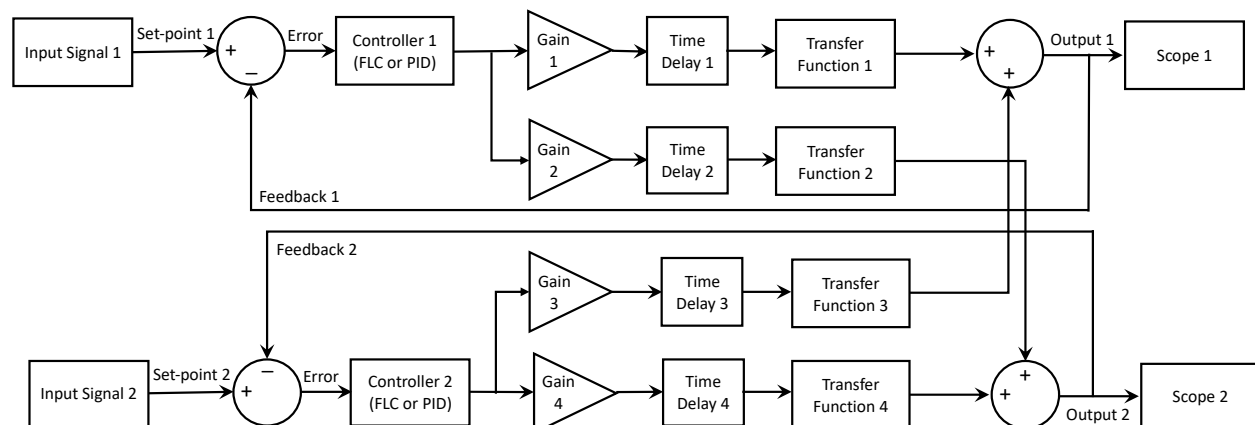 Input Signal 1
Set-point 1
+
−
Error
Controller 1
(FLC or PID)
Gain
1
Time
Delay 1
Transfer
Function 1
+
+
Output 1
Scope 1
Gain
2
Time
Delay 2
Transfer
Function 2
Feedback 1
Feedback 2
Gain
3
Time
Delay 3
Transfer
Function 3
Input Signal 2
Set-point 2
−
+
Error
Controller 2
(FLC or PID)
Gain
4
Time
Delay 4
Transfer
Function 4
+
+
Output 2
Scope 2